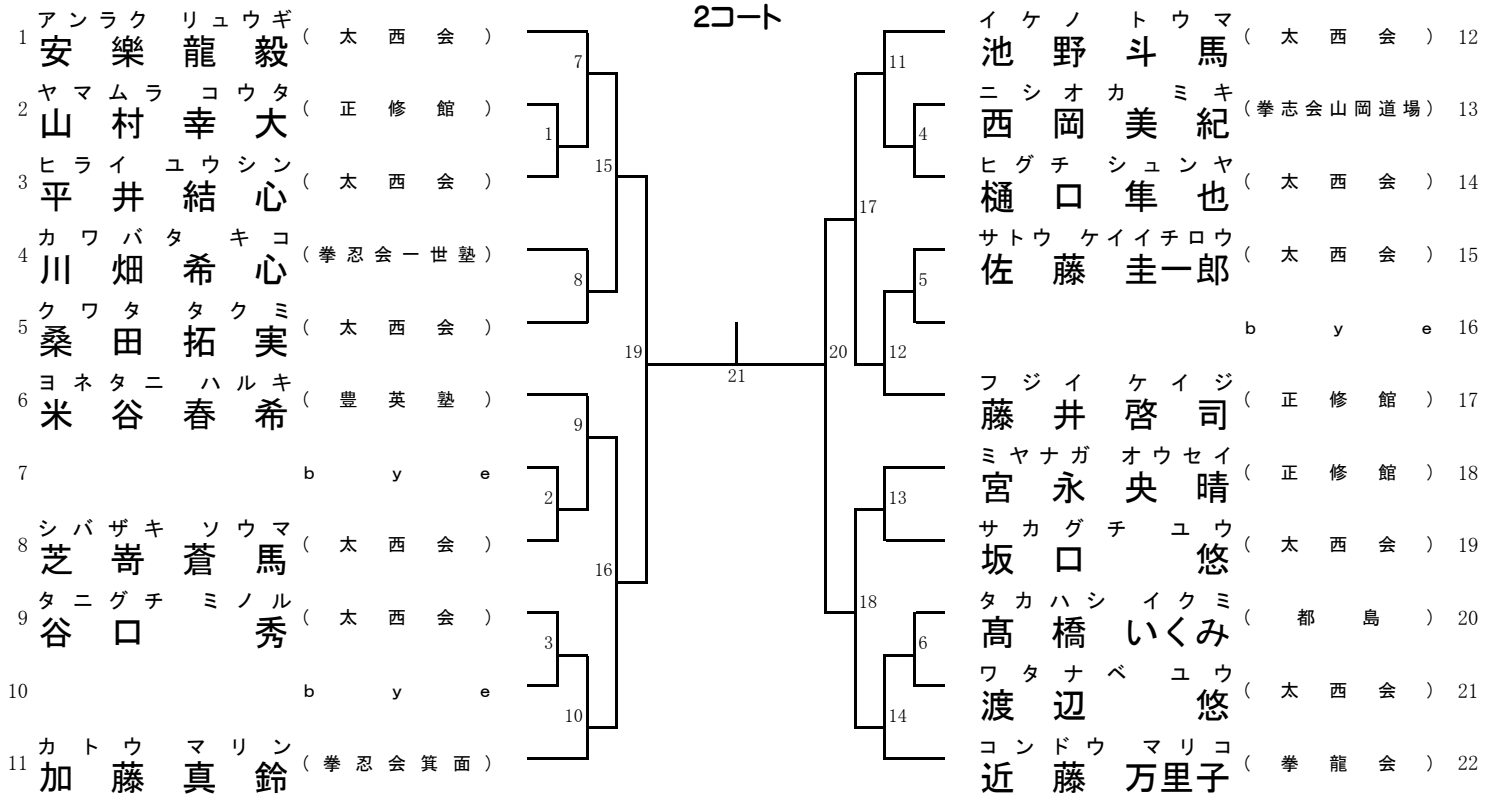 2コート
アンラク リュウギ
1 安樂龍毅 (太西会)
ヤマムラ コウタ
2 山村幸大 (正修館)
ヒライ ユウシン
3 平井結心 (太西会)
カワバタ キコ
4 川畑希心 (拳忍会一世塾)
クワタ タクミ
5 桑田拓実 (太西会)
ヨネタニ ハルキ
6 米谷春希 (豊英塾)
7 bye
シバザキ ソウマ
8 芝嵜蒼馬 (太西会)
タニグチ ミノル
9 谷口 秀 (太西会)
10 bye
カトウ マリン
11 加藤真鈴 (拳忍会箕面)
7
1
15
8
19
9
2
16
3
10
21
11
4
17
5
20
12
13
18
6
14
イケノ トウマ
池野斗馬 (太西会) 12
ニシオカ ミキ
西岡美紀 (拳志会山岡道場) 13
ヒグチ シュンヤ
樋口隼也 (太西会) 14
サトウ ケイイチロウ
佐藤圭一郎 (太西会) 15
bye 16
フジイ ケイジ
藤井啓司 (正修館) 17
ミヤナガ オウセイ
宮永央晴 (正修館) 18
サカグチ ユウ
坂口 悠 (太西会) 19
タカハシ イクミ
髙橋いくみ (都島) 20
ワタナベ ユウ
渡辺 悠 (太西会) 21
コンドウ マリコ
近藤万里子 (拳龍会) 22